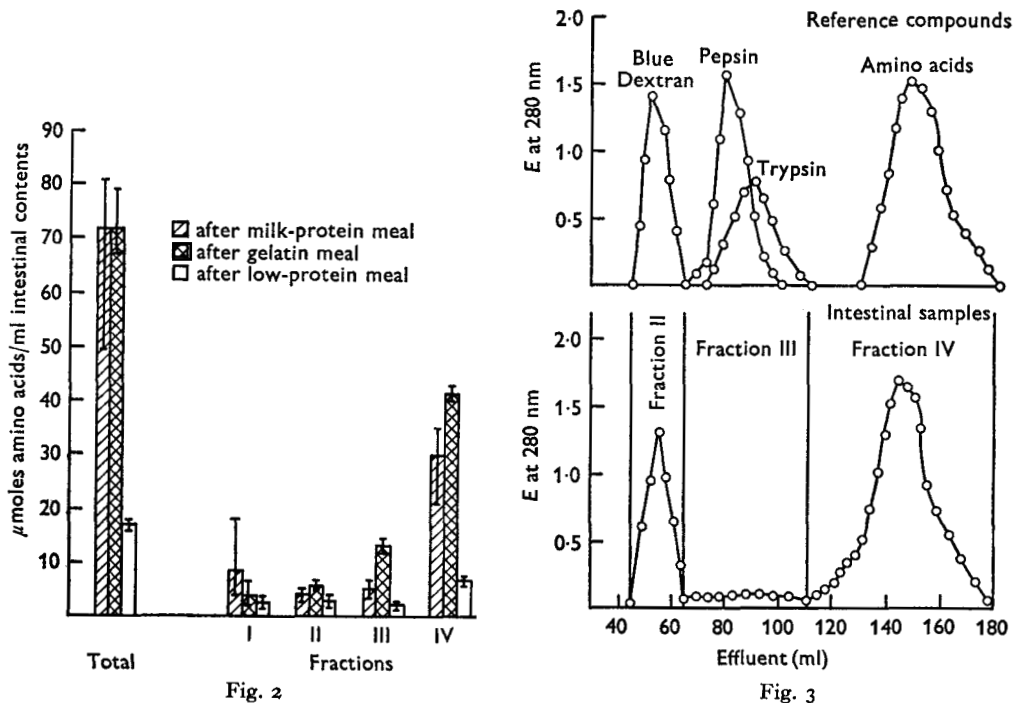 90
80
70
60
50
40
30
20
10
μmoles amino acids/ml intestinal contents
after milk-protein meal
after gelatin meal
after low-protein meal
I
II
III
IV
Total
Fractions
Fig. 2
2·0
1·5
1·0
0·5
E at 280 nm
Reference compounds
Blue
Dextran
Pepsin
Trypsin
Amino acids
2·0
1·5
1·0
0·5
E at 280 nm
Intestinal samples
Fraction II
Fraction III
Fraction IV
40
60
80
100
120
140
160
180
Effluent (ml)
Fig. 3